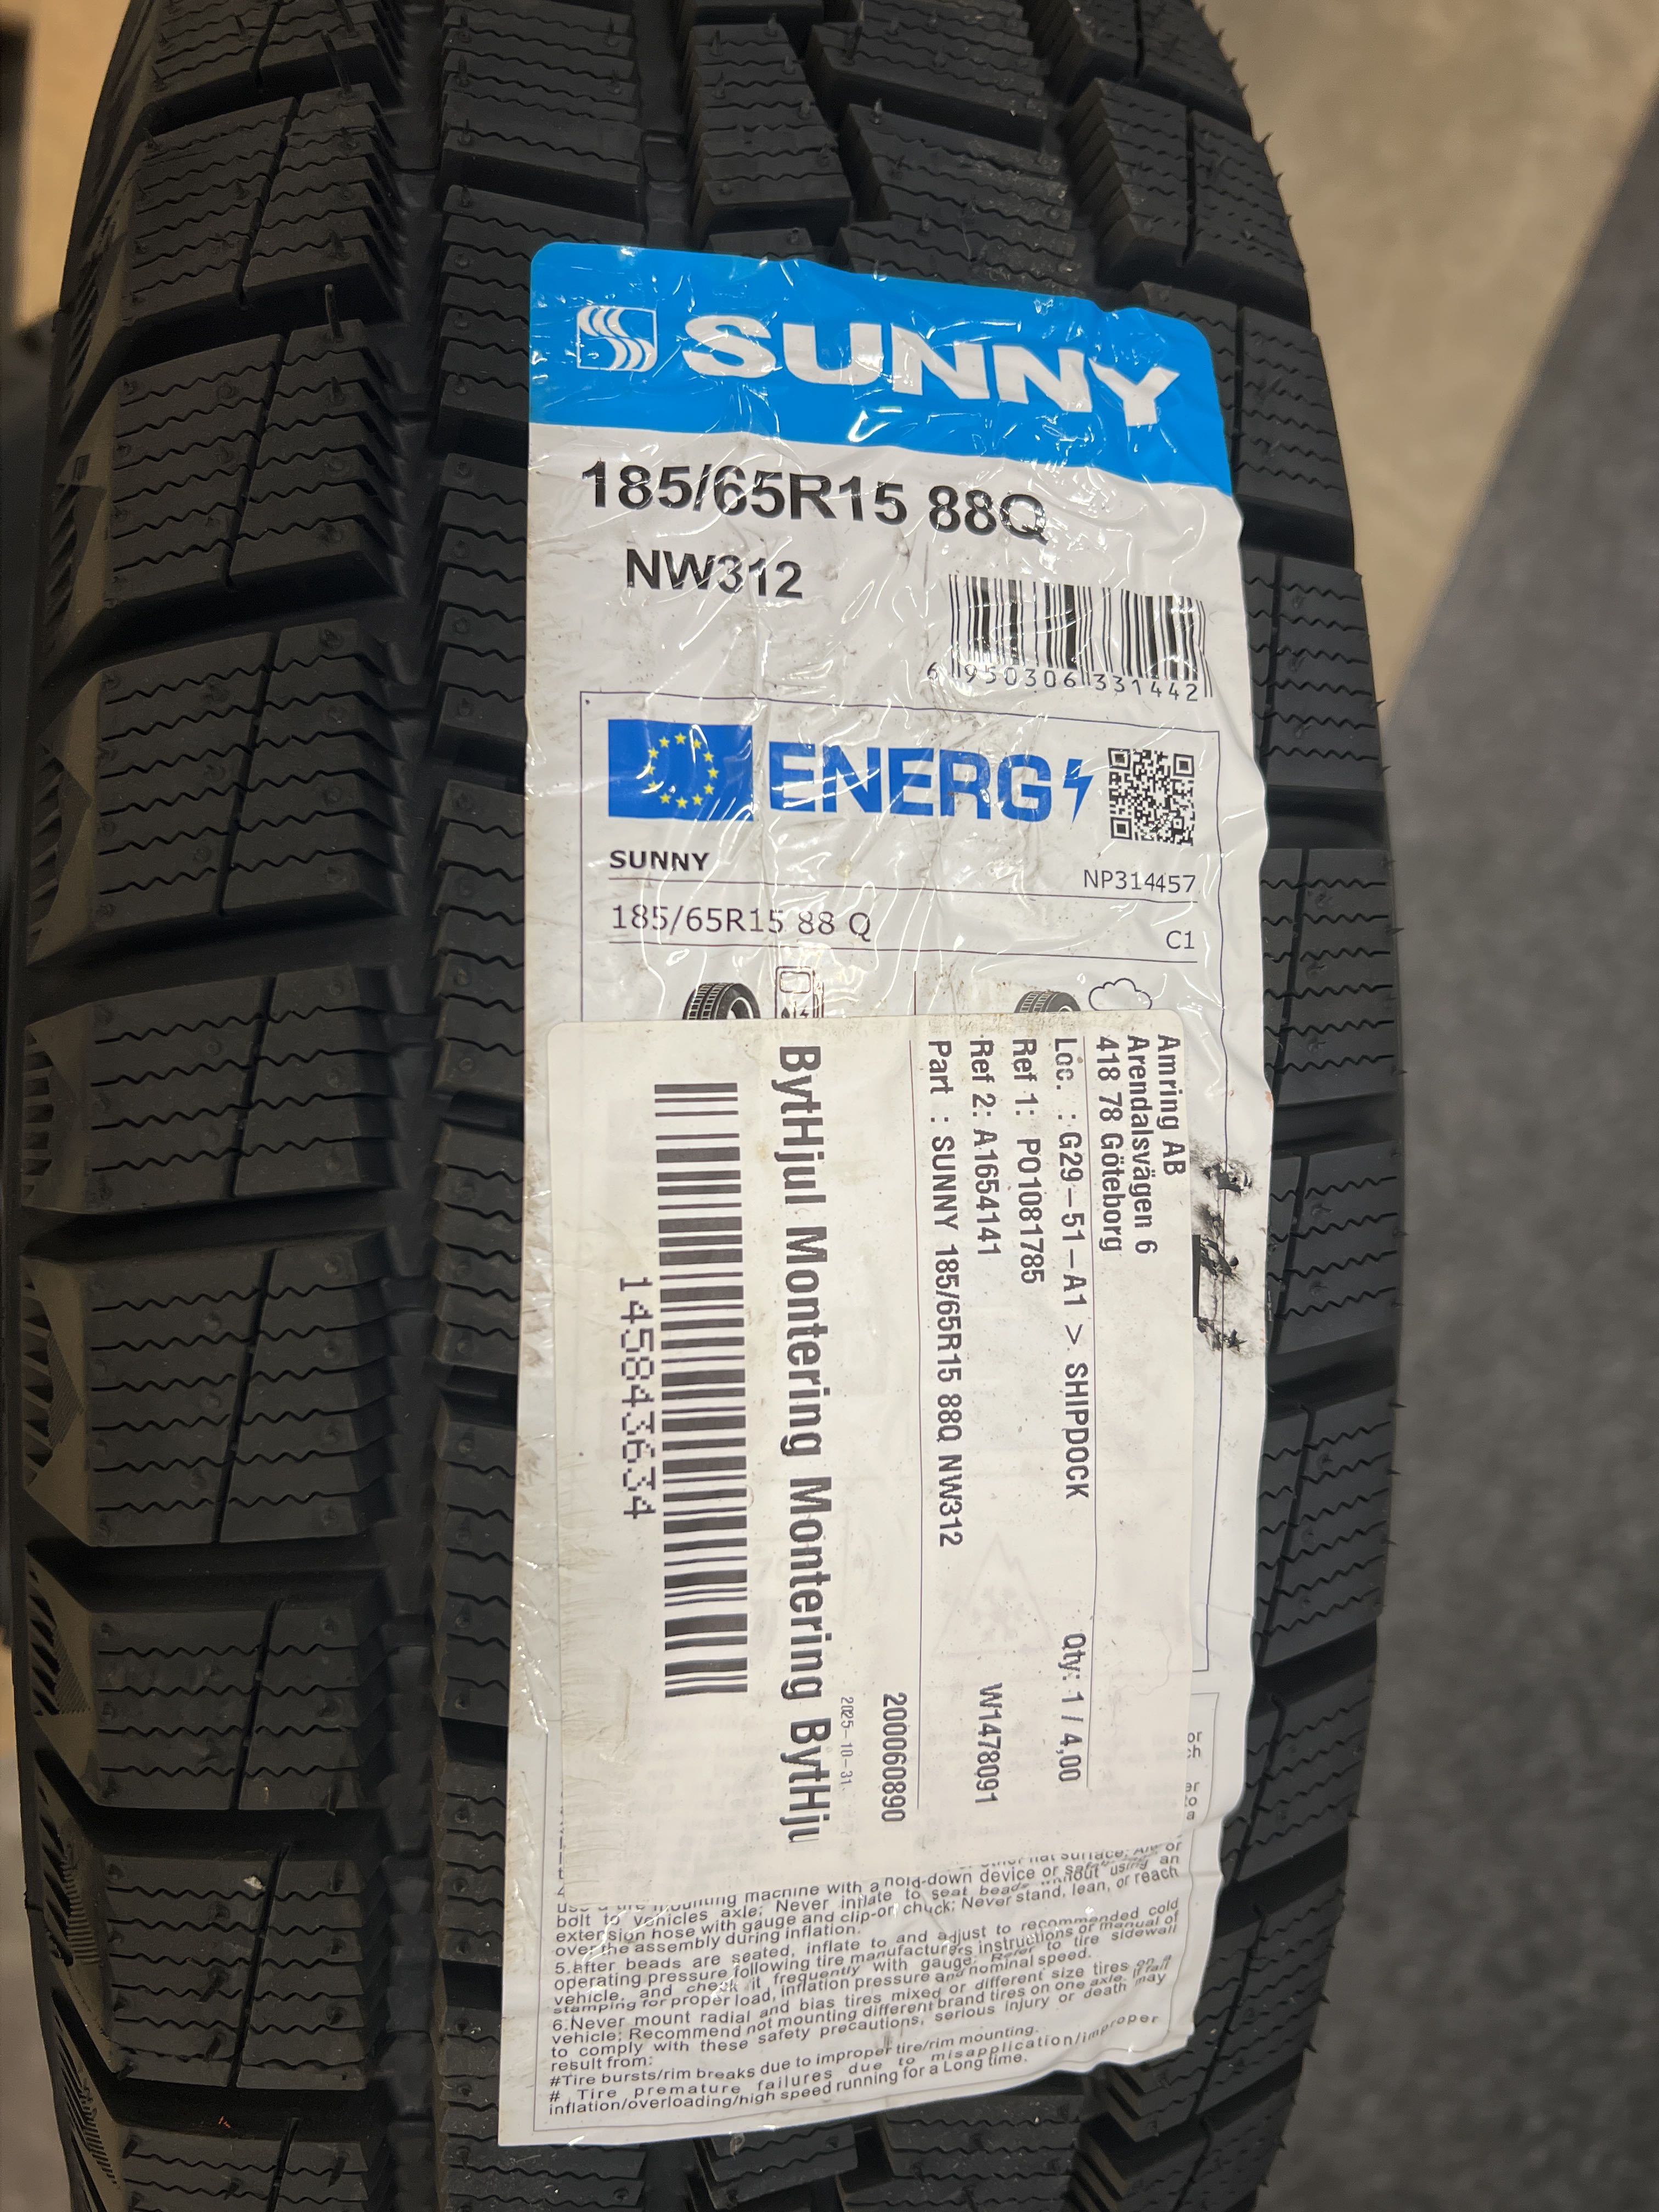 SUNNY
185/65R15 88Q
NW312
6 950306 331442
ENERG
SUNNY
NP314457
185/65R15 88 Q
C1
Amring AB
Arendalsvägen 6
418 78 Göteborg
Loc. : G29-51-A1 > SHIPDOCK Qty: 1 / 4,00
Ref 1: PO1081785
Ref 2: A1654141 W1478091
Part : SUNNY 185/65R15 88Q NW312
200060890
2025-10-31
BytHjul Montering Montering BytHju
145843634
mounting machine with a hold-down device or safety using an
bolt to vehicles axle; Never inflate to seat beads without an
extension hose with gauge and clip-on chuck; Never stand, lean, or reach
over the assembly during inflation.
5.after beads are seated, inflate to and adjust to recommended cold
operating pressure following tire manufacturers instructions or manual of
vehicle, and check it frequently with gauge; Refer to tire sidewall
stamping for proper load, inflation pressure and nominal speed.
6.Never mount radial and bias tires mixed or different size tires on a
vehicle; Recommend not mounting different brand tires on one axle. If fail
to comply with these safety precautions, serious injury or death may
result from:
#Tire bursts/rim breaks due to improper tire/rim mounting.
# Tire premature failures due to misapplication/improper
inflation/overloading/high speed running for a Long time.